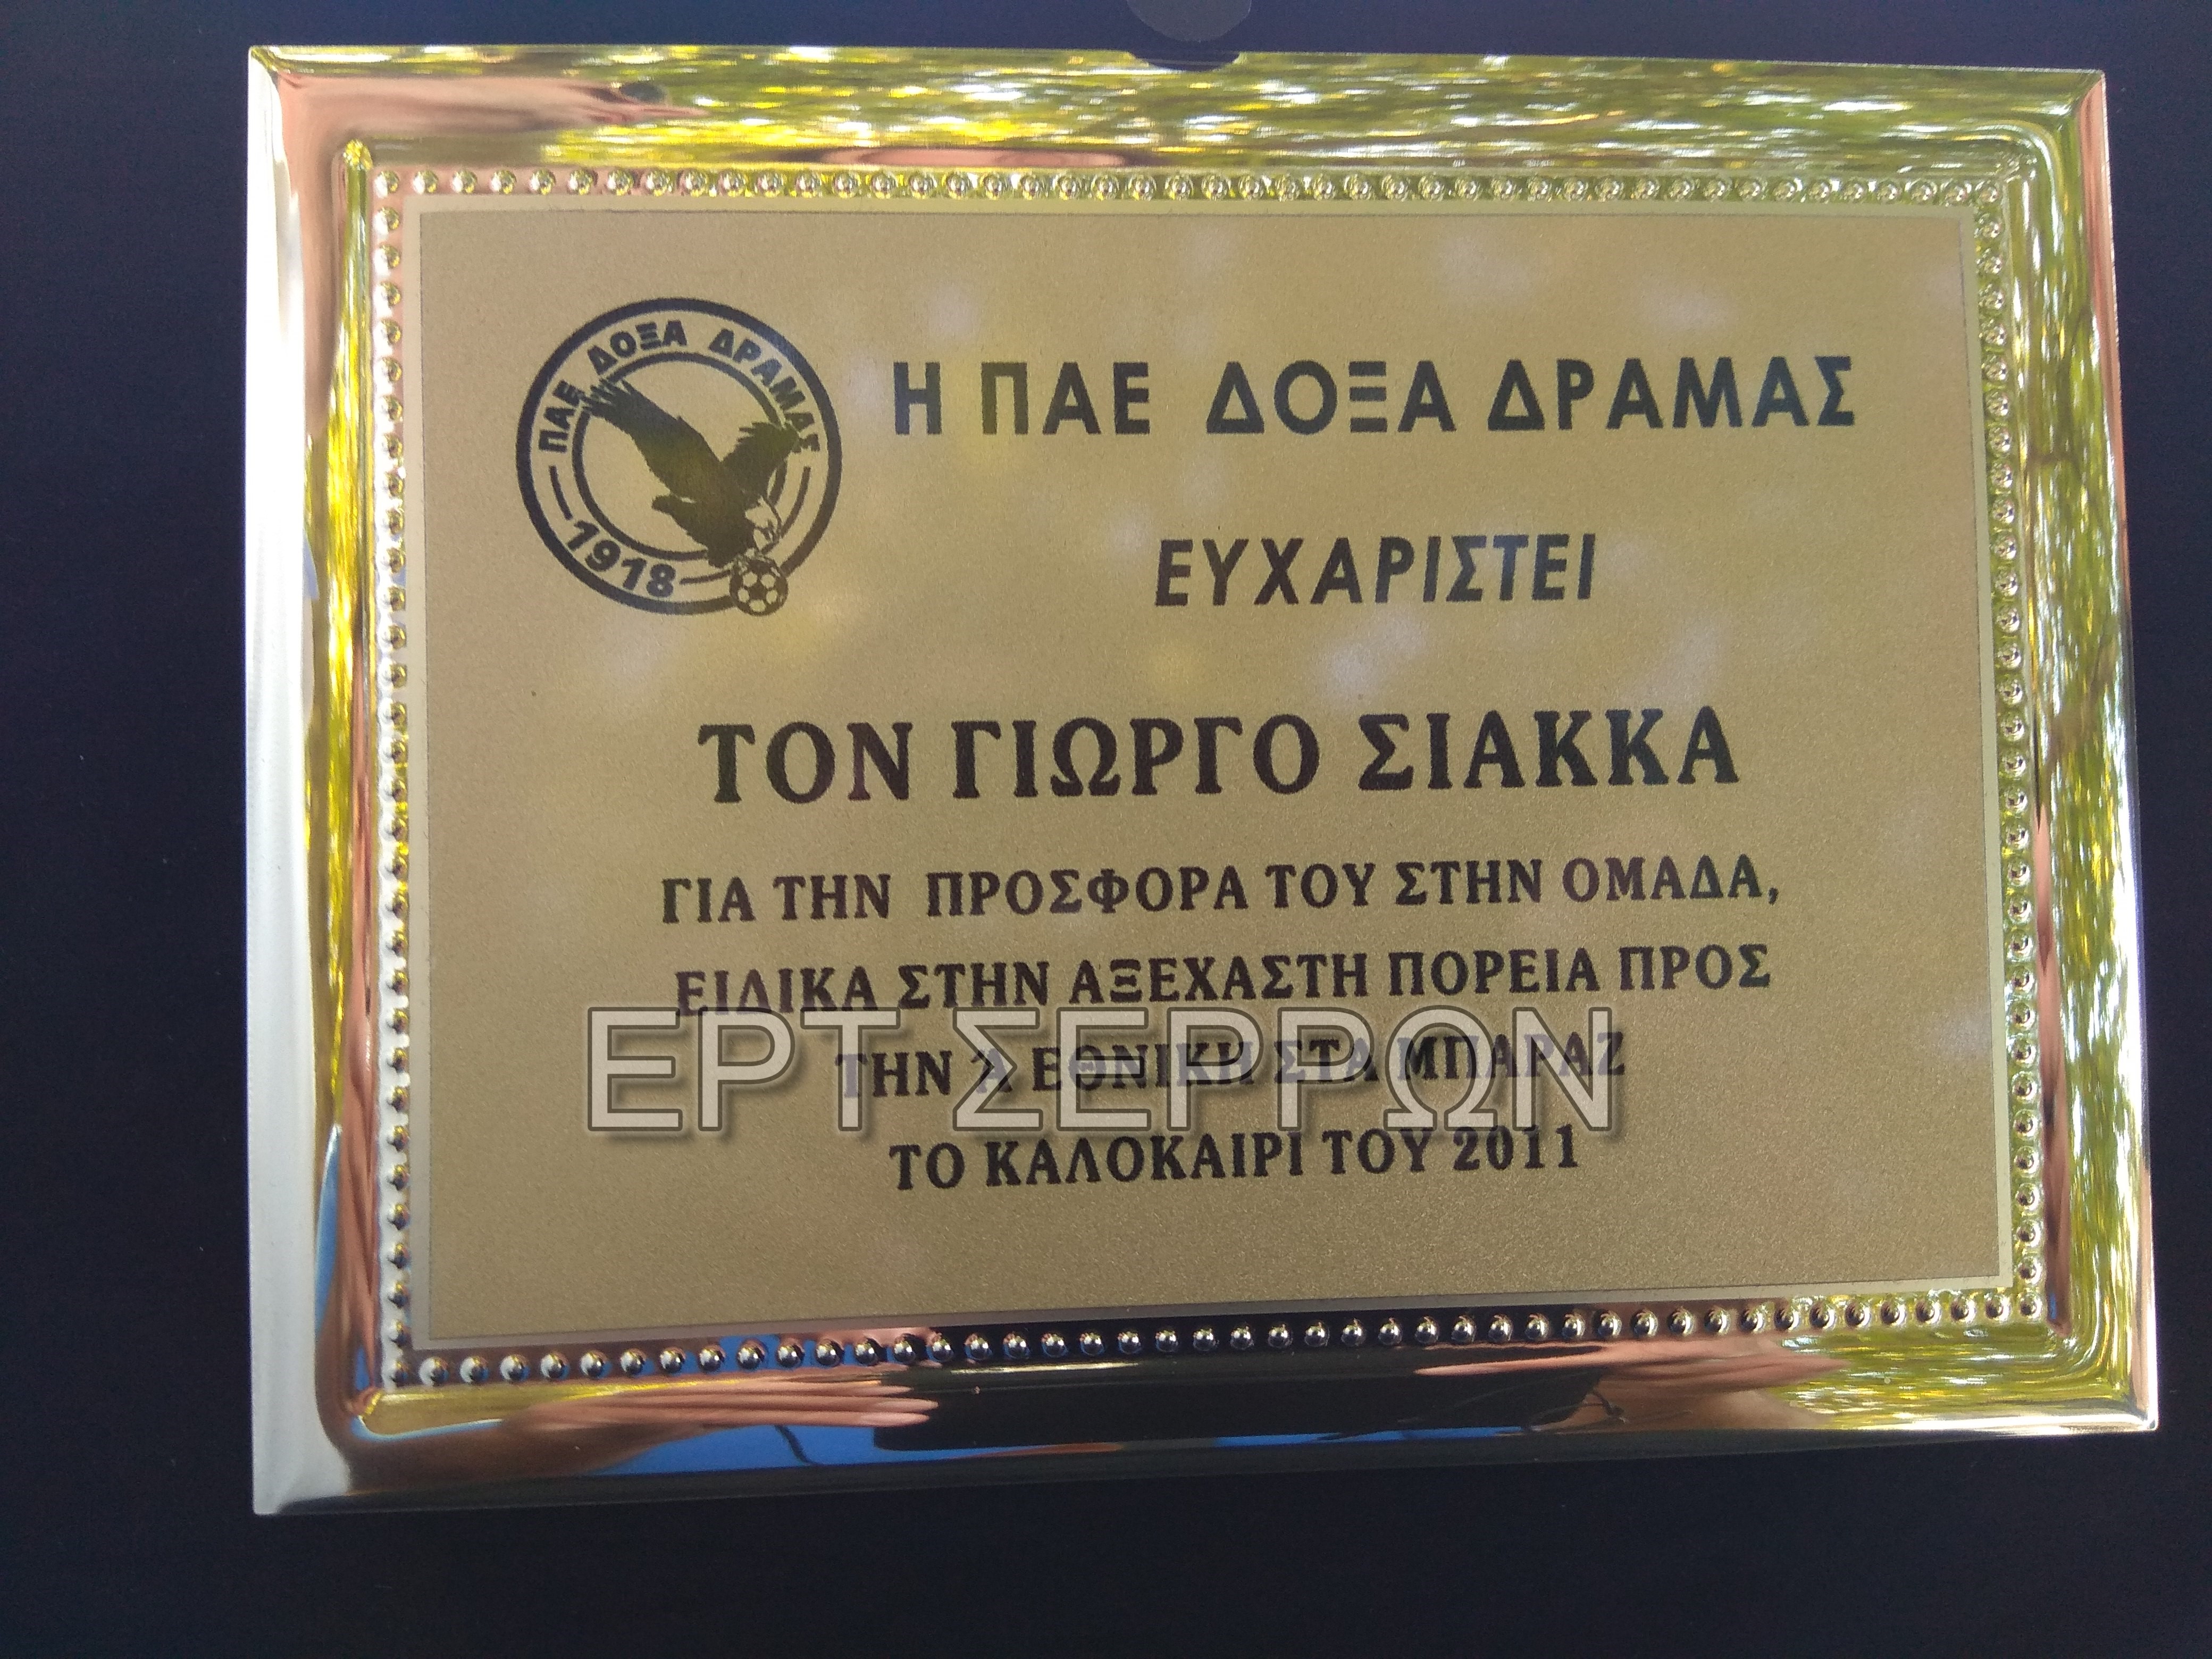 ΠΑΕ ΔΟΞΑ ΔΡΑΜΑΣ
1918
Η ΠΑΕ ΔΟΞΑ ΔΡΑΜΑΣ
ΕΥΧΑΡΙΣΤΕΙ
ΤΟΝ ΓΙΩΡΓΟ ΣΙΑΚΚΑ
ΓΙΑ ΤΗΝ ΠΡΟΣΦΟΡΑ ΤΟΥ ΣΤΗΝ ΟΜΑΔΑ,
ΕΙΔΙΚΑ ΣΤΗΝ ΑΞΕΧΑΣΤΗ ΠΟΡΕΙΑ ΠΡΟΣ
ΤΗΝ Ά ΕΘΝΙΚΗ ΣΤΑ ΜΠΑΡΑΖ
ΕΡΤ ΣΕΡΡΩΝ
ΤΟ ΚΑΛΟΚΑΙΡΙ ΤΟΥ 2011